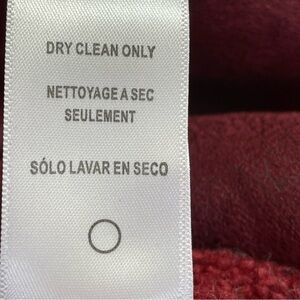 DRY CLEAN ONLY
NETTOYAGE A SEC
SEULEMENT
SÓLO LAVAR EN SECO